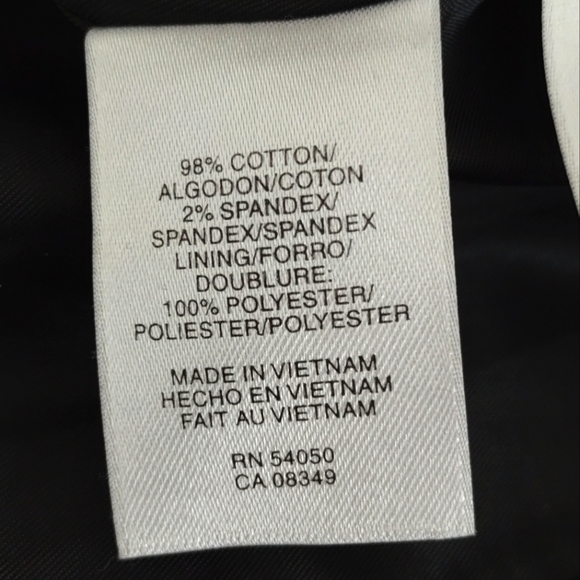 98% COTTON/
ALGODON/COTON
2% SPANDEX/
SPANDEX/SPANDEX
LINING/FORRO/
DOUBLURE:
100% POLYESTER/
POLIESTER/POLYESTER
MADE IN VIETNAM
HECHO EN VIETNAM
FAIT AU VIETNAM
RN 54050
CA 08349